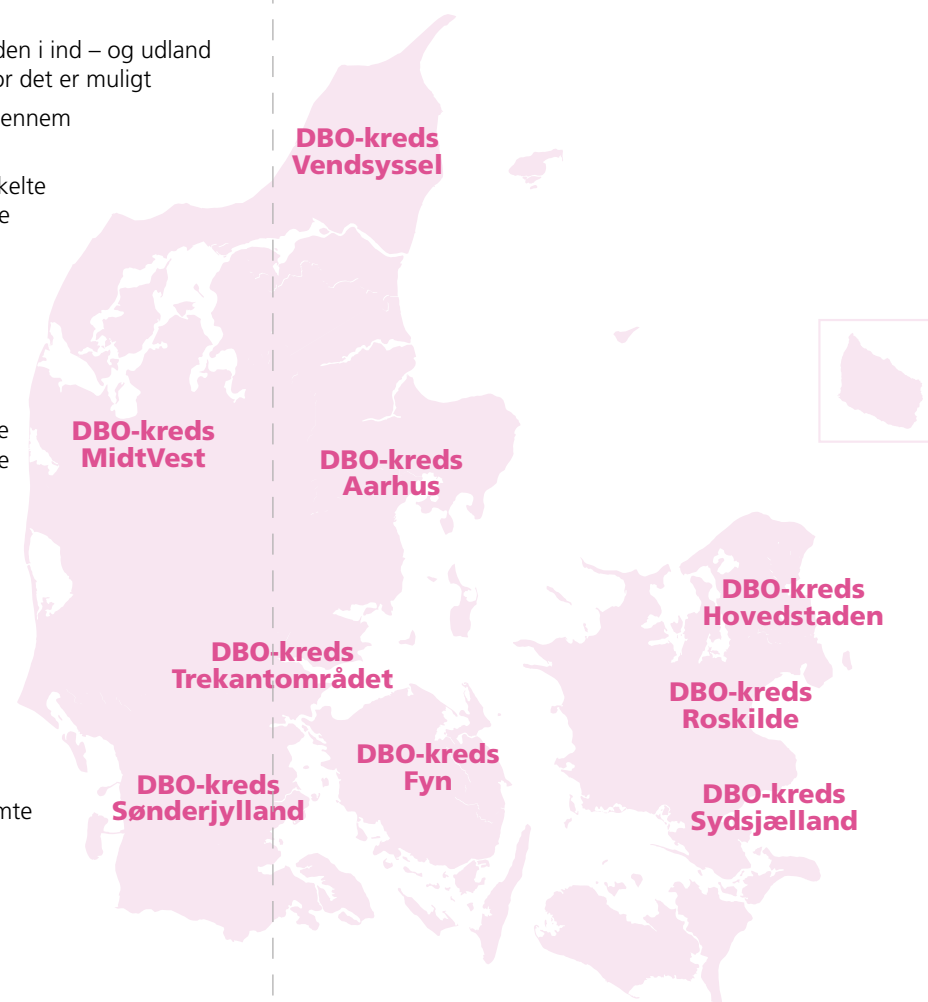 den i ind – og udland
or det er muligt
ennem
kelte
e
e
e
mte
DBO-kreds
Vendsyssel
DBO-kreds
MidtVest
DBO-kreds
Aarhus
DBO-kreds
Hovedstaden
DBO-kreds
Trekantområdet
DBO-kreds
Roskilde
DBO-kreds
Fyn
DBO-kreds
Sønderjylland
DBO-kreds
Sydsjælland